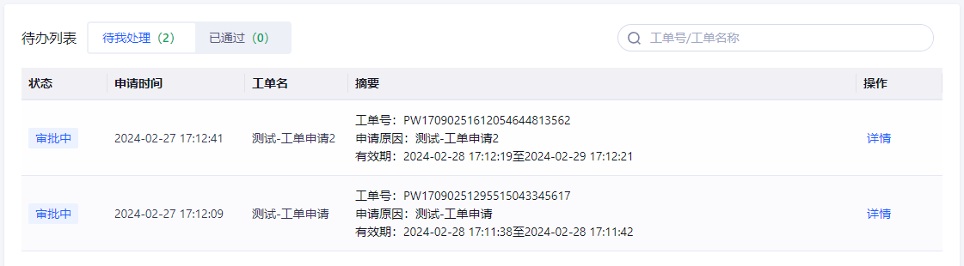 待办列表 待我处理（2） 已通过（0） 工单号/工单名称
状态 申请时间 工单名 摘要 操作
工单号：PW17090251612054644813562
审批中 2024-02-27 17:12:41 测试-工单申请2 申请原因：测试-工单申请2 详情
有效期：2024-02-28 17:12:19至2024-02-29 17:12:21
工单号：PW17090251295515043345617
审批中 2024-02-27 17:12:09 测试-工单申请 申请原因：测试-工单申请 详情
有效期：2024-02-28 17:11:38至2024-02-28 17:11:42